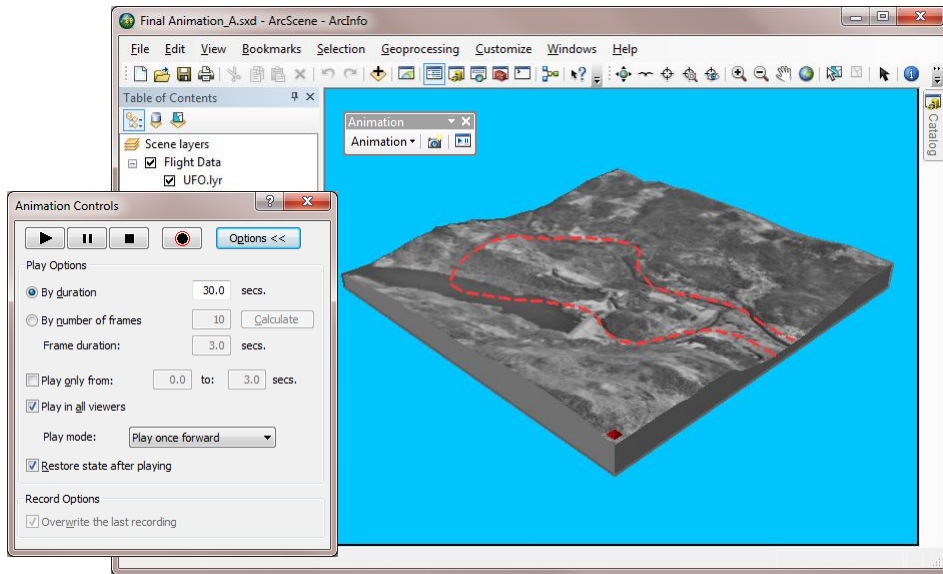 Final Animation_A.sxd - ArcScene - ArcInfo
File Edit View Bookmarks Selection Geoprocessing Customize Windows Help
Table of Contents
Scene layers
Flight Data
UFO.lyr
Animation
Animation
Catalog
Animation Controls
Options <<
Play Options
By duration 30.0 secs.
By number of frames 10 Calculate
Frame duration: 3.0 secs.
Play only from: 0.0 to: 3.0 secs.
Play in all viewers
Play mode: Play once forward
Restore state after playing
Record Options
Overwrite the last recording